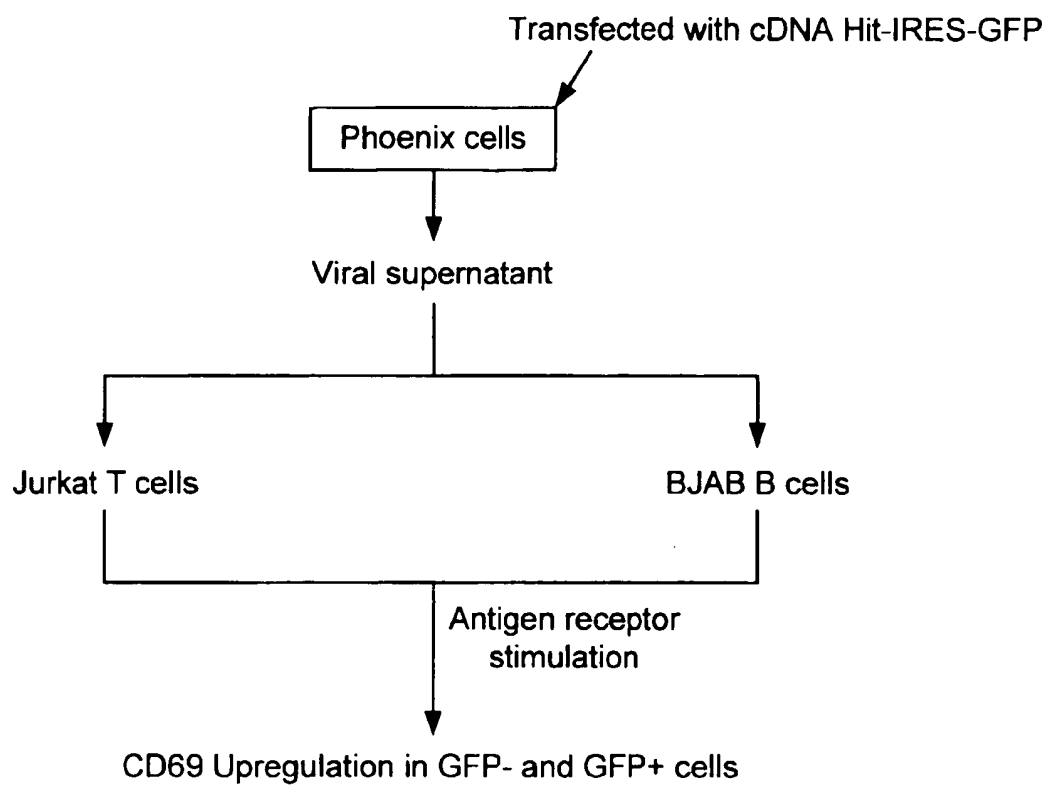 Transfected with cDNA Hit-IRES-GFP
Phoenix cells
Viral supernatant
Jurkat T cells
BJAB B cells
Antigen receptor
stimulation
CD69 Upregulation in GFP- and GFP+ cells